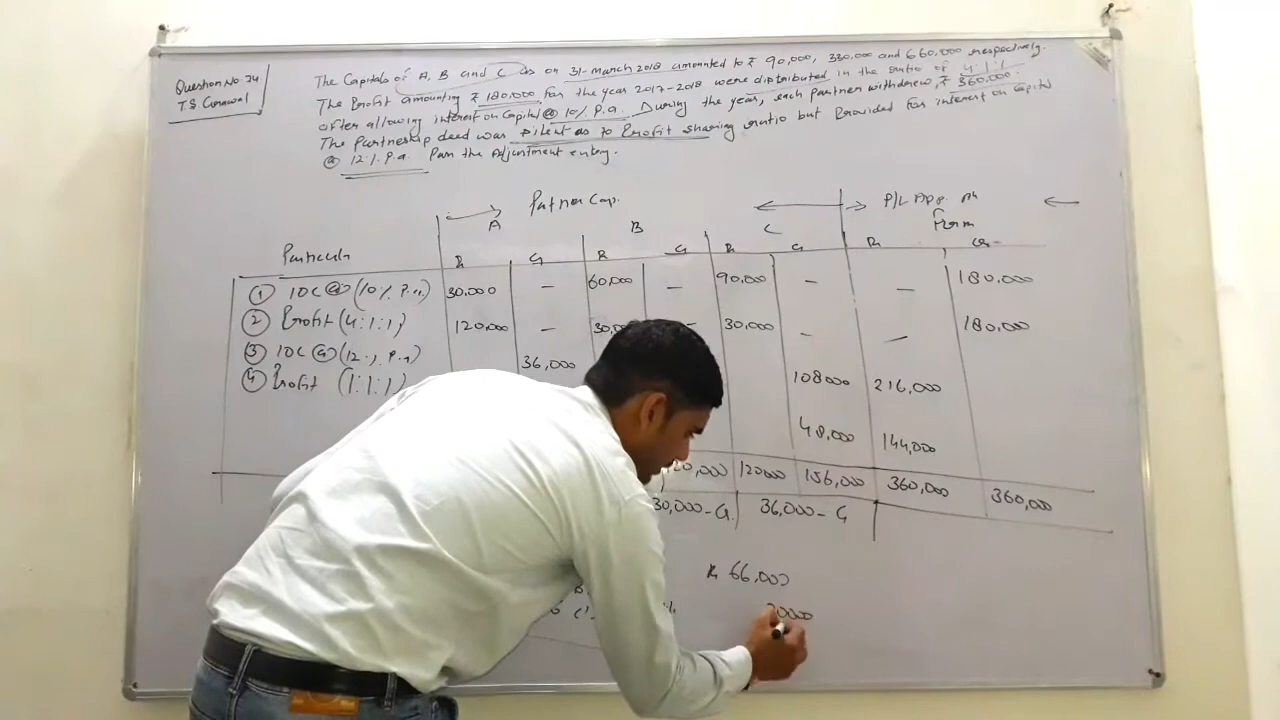 Question No. 34
T.S Grewal
The Capitals of A, B and C as on 31-march 2018 amounted to ₹ 90,000, 330,000 and 660,000 respectively.
The Profit amounting ₹ 180,000 for the year 2017-2018 were distributed in the ratio of 4:1:1
after allowing interest on Capital @ 10% P.a. During the year, each partner withdrew, ₹ 360,000.
The Partnership deed was silent as to Profit sharing ratio but Provided for interest on Capital
@ 12% P.a. Pass the Adjustment entry.
Partner Cap. P/L App
A B C Firm
Particulars
① IOC @ (10% P.a) 30,000 – 60,000 – 90,000 – – 180,000
② Profit (4:1:1) 120,000 – 30,000 – 30,000 – – 180,000
③ IOC @ (12% P.a) 36,000 108000 216,000
④ Profit (1:1:1) 48,000 144,000
120000 156,000 360,000 360,000
30,000 – 36,000 –
66,000